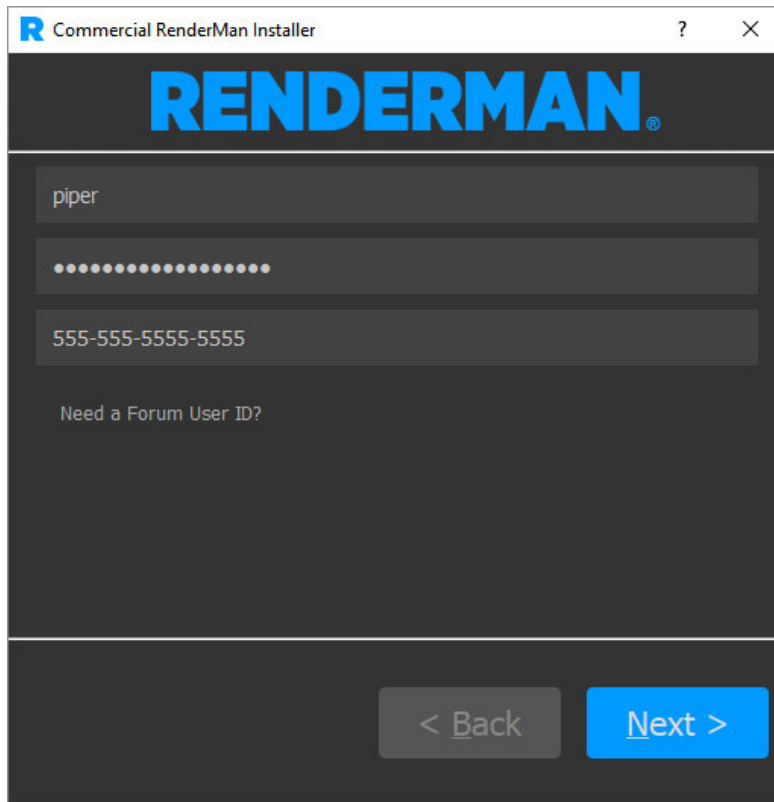 Commercial RenderMan Installer ?
RENDERMAN®
piper
•••••••••••••••••••
555-555-5555-5555
Need a Forum User ID?
< Back Next >